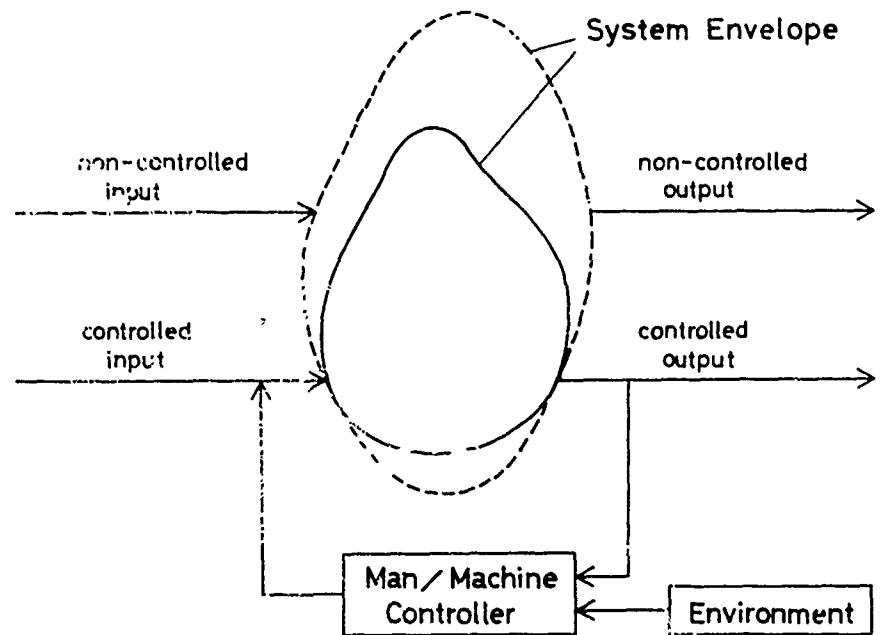 System Envelope
non-controlled
input
non-controlled
output
controlled
input
controlled
output
Man/Machine
Controller
Environment